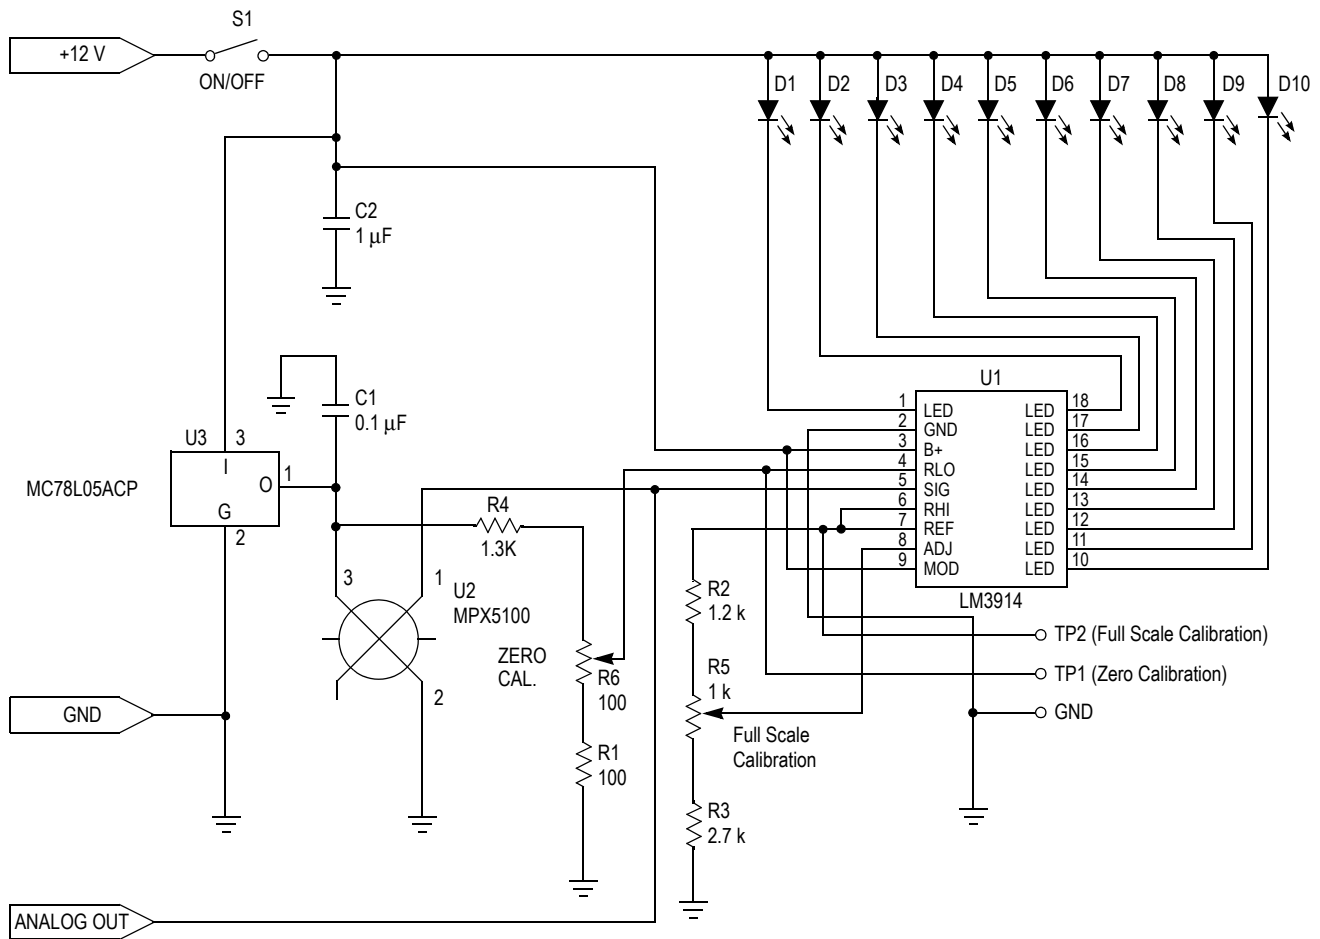 S1
+12 V
ON/OFF
D1 D2 D3 D4 D5 D6 D7 D8 D9 D10
C2
1 µF
C1
0.1 µF
U3
3
I
O
1
G
2
MC78L05ACP
R4
1.3K
3
1
U2
MPX5100
2
ZERO
CAL.
R6
100
R1
100
GND
ANALOG OUT
U1
1 LED LED 18
2 GND LED 17
3 B+ LED 16
4 RLO LED 15
5 SIG LED 14
6 RHI LED 13
7 REF LED 12
8 ADJ LED 11
9 MOD LED 10
LM3914
R2
1.2 k
R5
1 k
Full Scale
Calibration
R3
2.7 k
TP2 (Full Scale Calibration)
TP1 (Zero Calibration)
GND